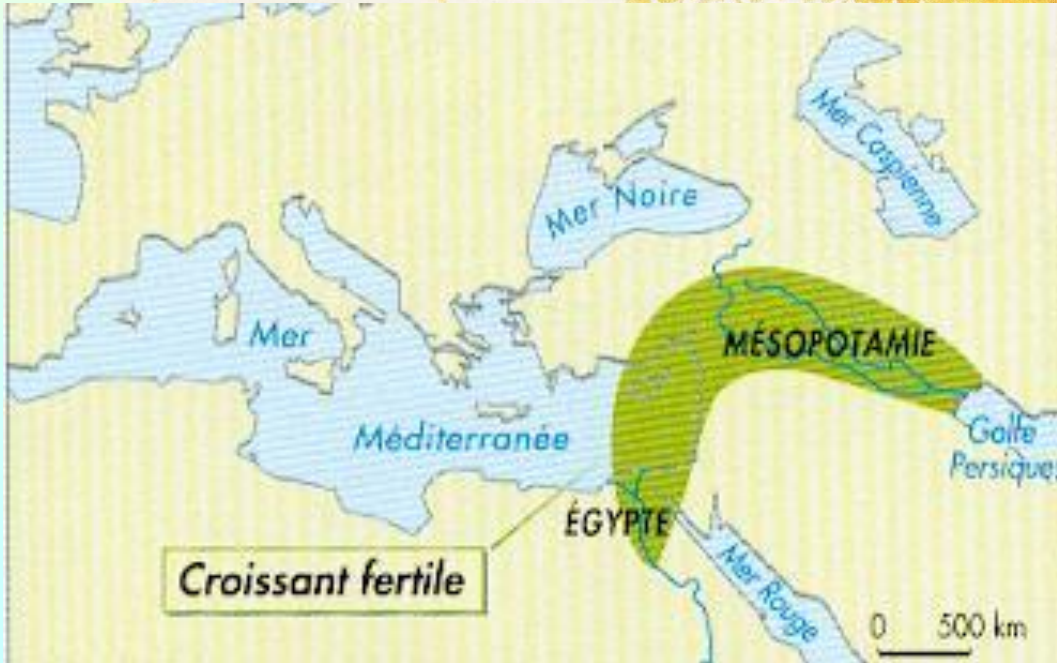 Mer Caspienne
Mer Noire
Mer
Méditerranée
MÉSOPOTAMIE
Golfe
Persique
ÉGYPTE
Croissant fertile
Mer Rouge
0 500 km